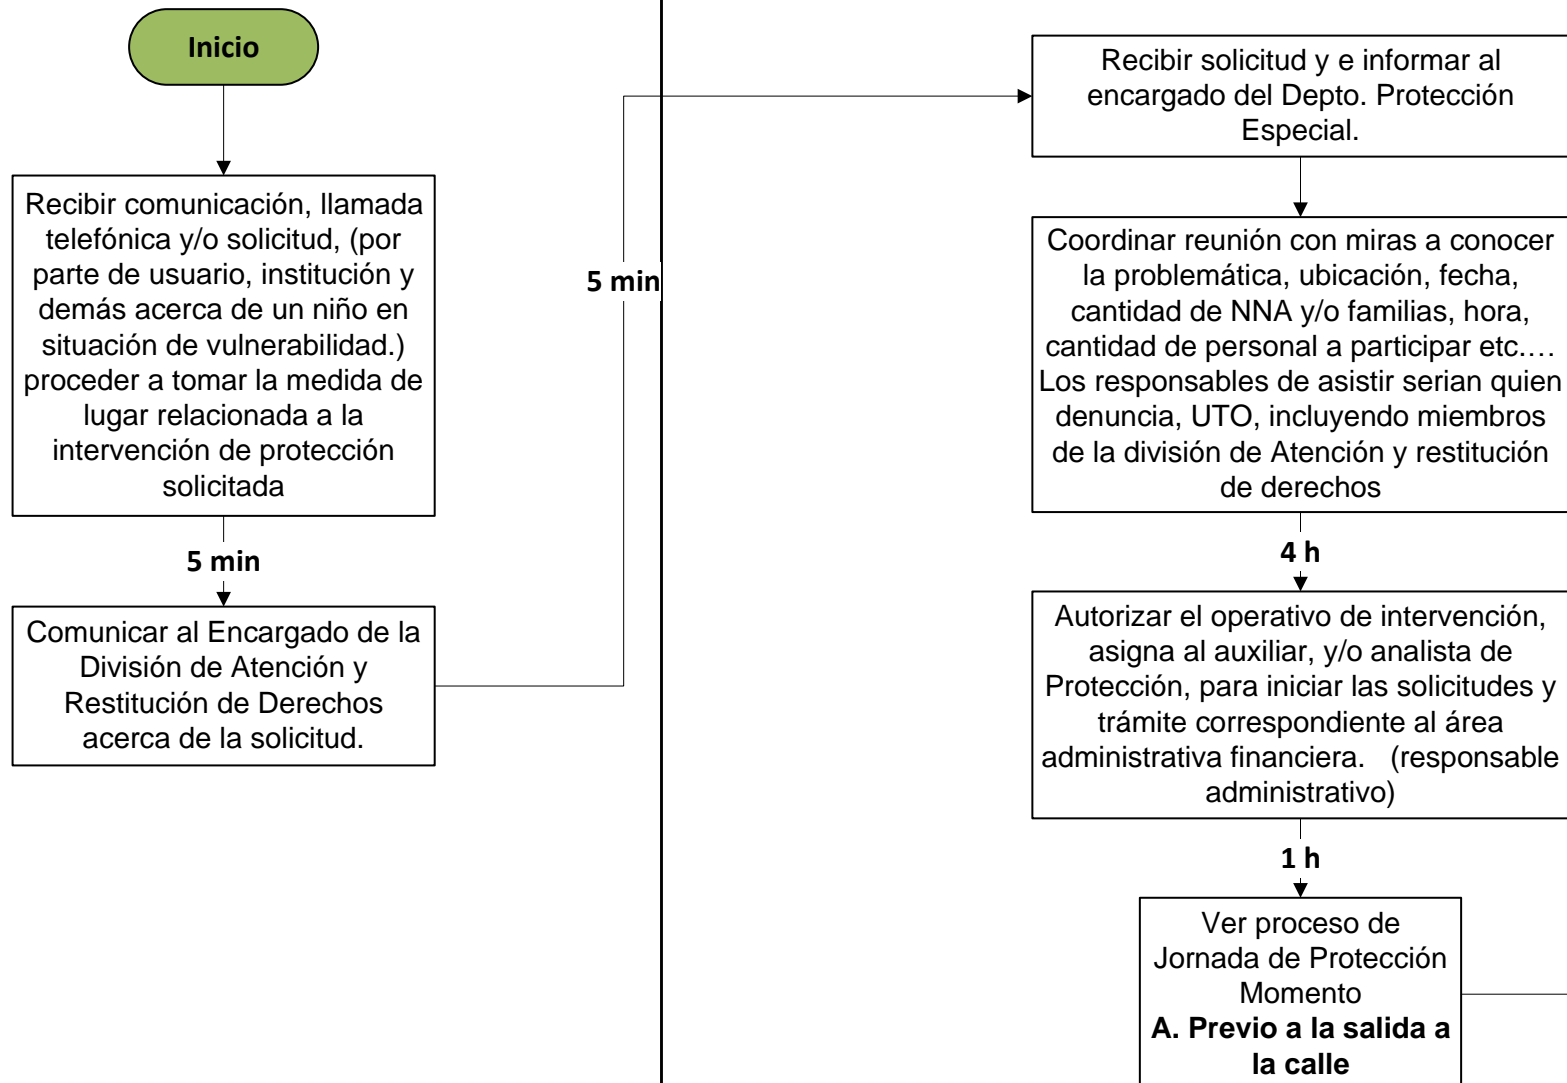 Inicio
Recibir comunicación, llamada
telefónica y/o solicitud, (por
parte de usuario, institución y
demás acerca de un niño en
situación de vulnerabilidad.)
proceder a tomar la medida de
lugar relacionada a la
intervención de protección
solicitada
5 min
Comunicar al Encargado de la
División de Atención y
Restitución de Derechos
acerca de la solicitud.
5 min
Recibir solicitud y e informar al
encargado del Depto. Protección
Especial.
Coordinar reunión con miras a conocer
la problemática, ubicación, fecha,
cantidad de NNA y/o familias, hora,
cantidad de personal a participar etc.…
Los responsables de asistir serian quien
denuncia, UTO, incluyendo miembros
de la división de Atención y restitución
de derechos
4 h
Autorizar el operativo de intervención,
asigna al auxiliar, y/o analista de
Protección, para iniciar las solicitudes y
trámite correspondiente al área
administrativa financiera. (responsable
administrativo)
1 h
Ver proceso de
Jornada de Protección
Momento
A. Previo a la salida a
la calle